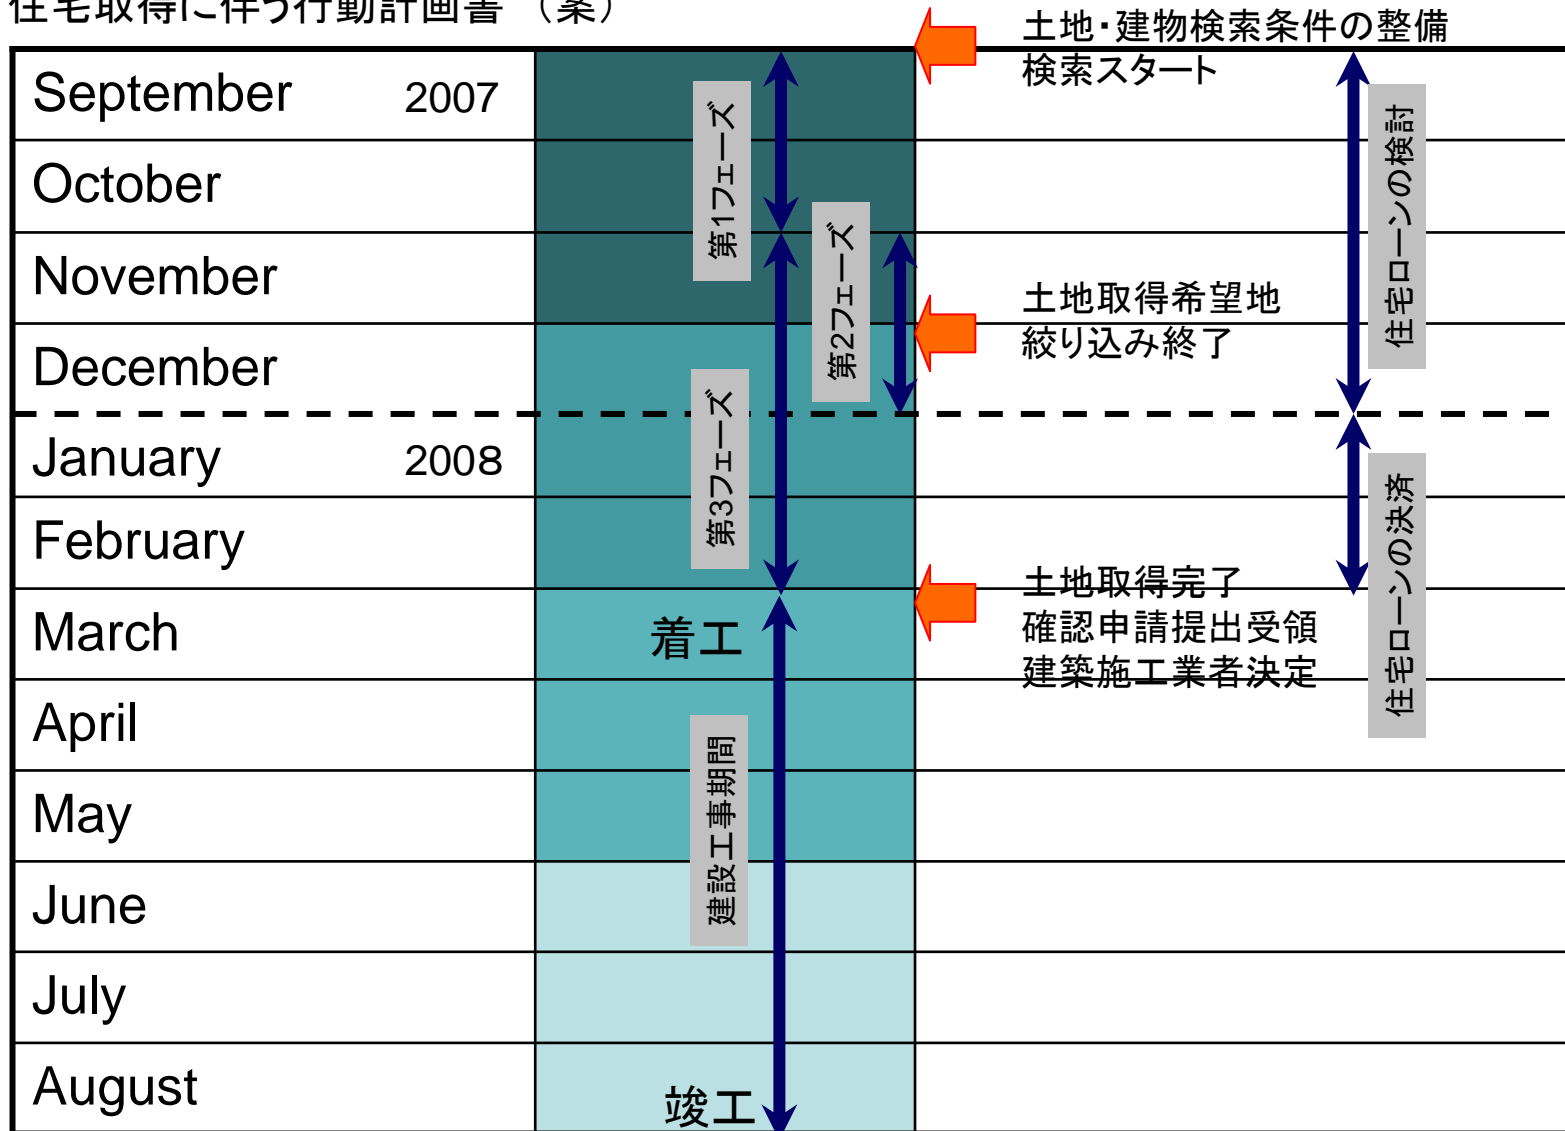 住宅取得に伴う行動計画書 （案）
土地・建物検索条件の整備
検索スタート
September 2007
October
November
December
January 2008
February
March
April
May
June
July
August
第1フェーズ
第2フェーズ
第3フェーズ
着工
建設工事期間
竣工
土地取得希望地
絞り込み終了
土地取得完了
確認申請提出受領
建築施工業者決定
住宅ローンの検討
住宅ローンの決済